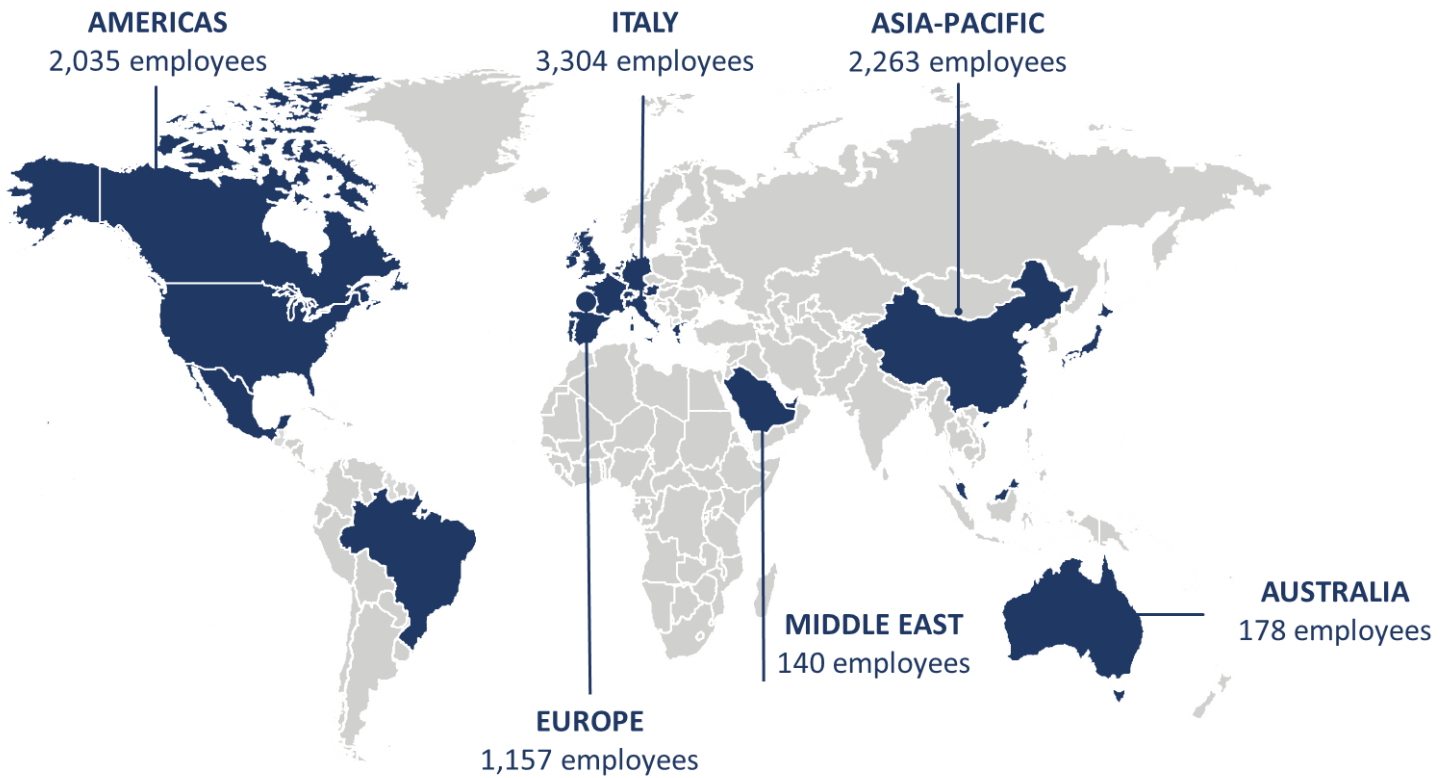 AMERICAS
2,035 employees
ITALY
3,304 employees
ASIA-PACIFIC
2,263 employees
AUSTRALIA
178 employees
MIDDLE EAST
140 employees
EUROPE
1,157 employees